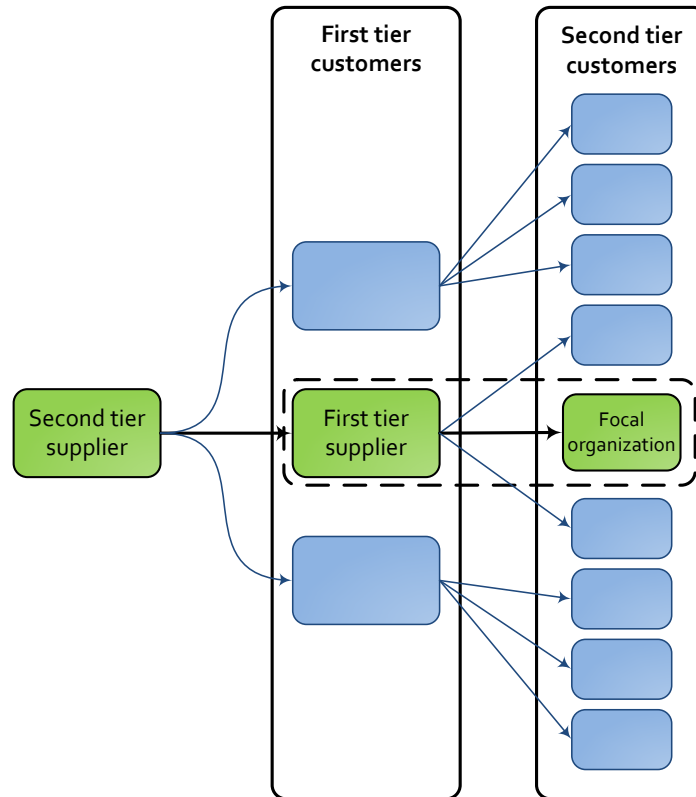 First tier
customers
Second tier
customers
Second tier
supplier
First tier
supplier
Focal
organization